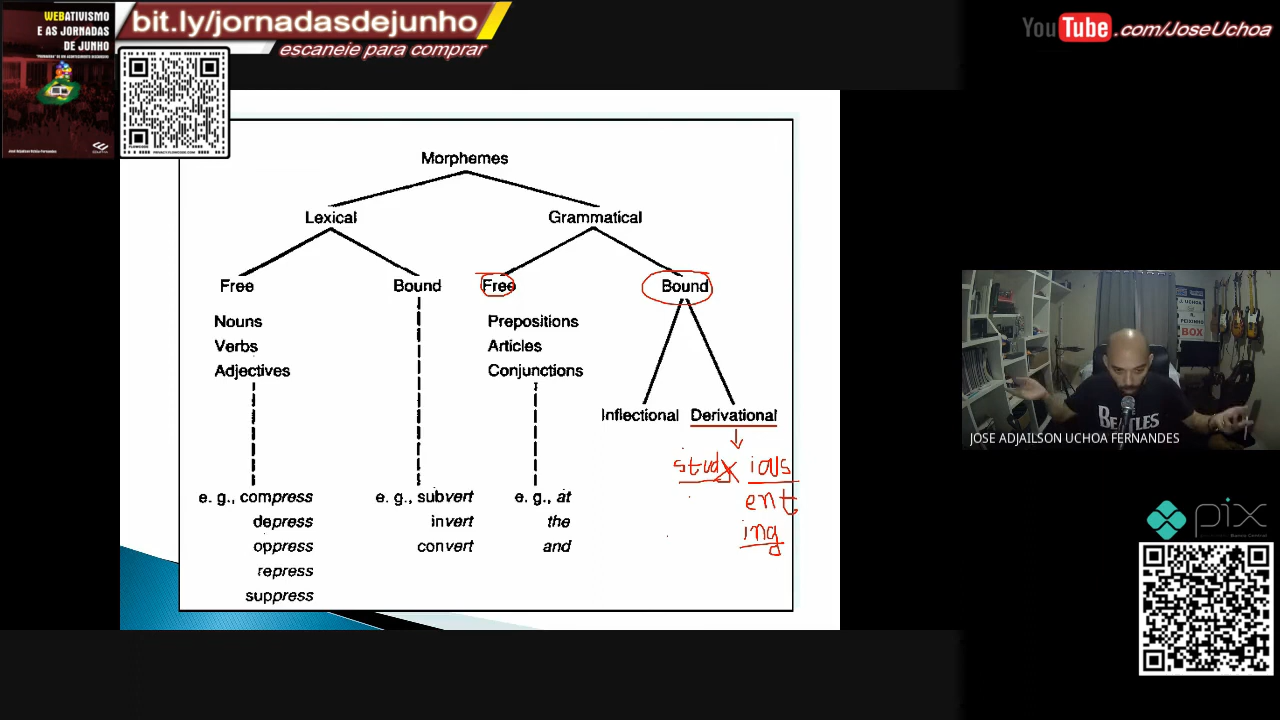 WEBATIVISMO
E AS JORNADAS
DE JUNHO
bit.ly/jornadasdejunho
escaneie para comprar
YouTube.com/JoseUchoa
Morphemes
Lexical Grammatical
Free Bound Free Bound
Nouns Prepositions
Verbs Articles
Adjectives Conjunctions
Inflectional Derivational
study ious
ent
ing
e. g., compress e. g., subvert e. g., at
depress invert the
oppress convert and
repress
suppress
J. UCHOA
BOX
BEATLES
JOSE ADJAILSON UCHOA FERNANDES
pix